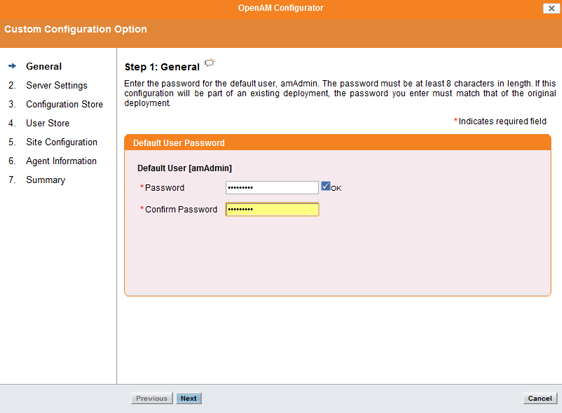 OpenAM Configurator
Custom Configuration Option
General
2. Server Settings
3. Configuration Store
4. User Store
5. Site Configuration
6. Agent Information
7. Summary
Step 1: General
Enter the password for the default user, amAdmin. The password must be at least 8 characters in length. If this
configuration will be part of an existing deployment, the password you enter must match that of the original
deployment.
*Indicates required field
Default User Password
Default User [amAdmin]
*Password ••••••••• OK
*Confirm Password •••••••••
Previous Next Cancel